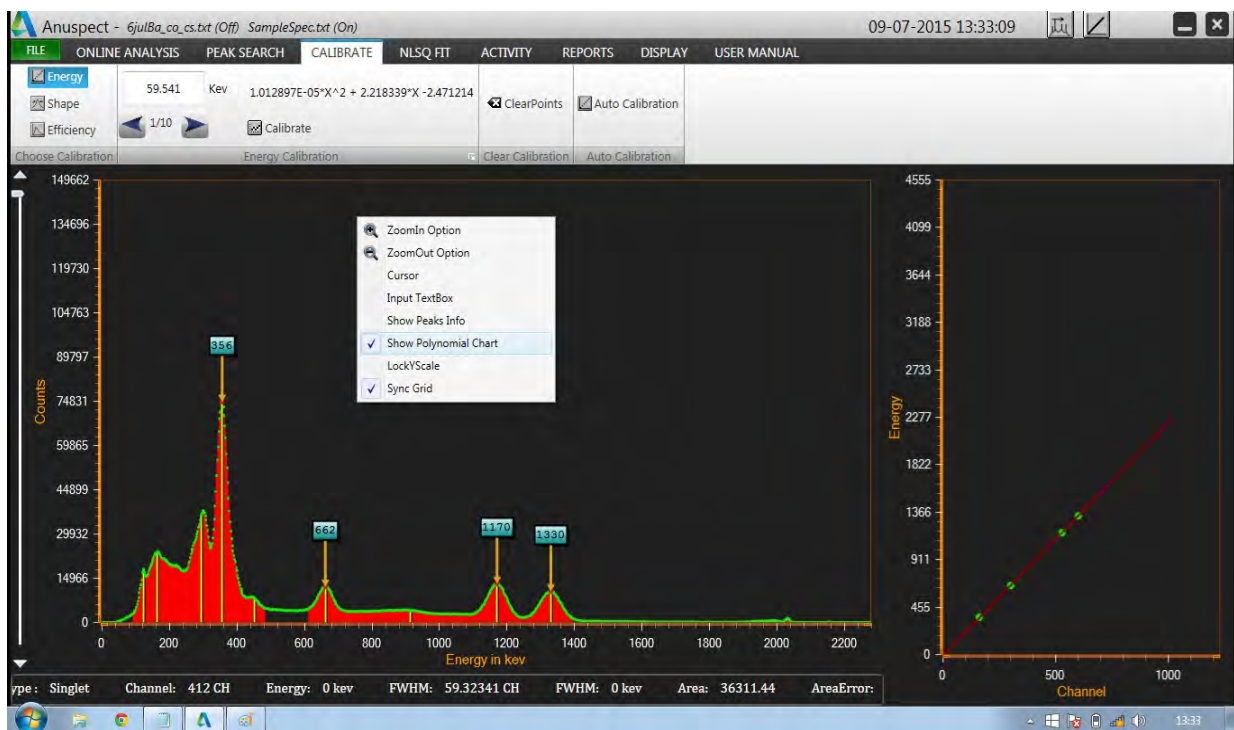 Anuspect - 6julBa_co_cs.txt (Off) SampleSpec.txt (On) 09-07-2015 13:33:09
FILE ONLINE ANALYSIS PEAK SEARCH CALIBRATE NLSQ FIT ACTIVITY REPORTS DISPLAY USER MANUAL
Energy
Shape
Efficiency
Choose Calibration
59.541 Kev 1.012897E-05*X^2 + 2.218339*X -2.471214
1/10 Calibrate
Energy Calibration
ClearPoints
Clear Calibration
Auto Calibration
Auto Calibration
149662
134696
119730
104763
89797
74831
59865
44899
29932
14966
0
Counts
356
662
1170
1330
ZoomIn Option
ZoomOut Option
Cursor
Input TextBox
Show Peaks Info
Show Polynomial Chart
LockYScale
Sync Grid
0 200 400 600 800 1000 1200 1400 1600 1800 2000 2200
Energy in kev
4555
4099
3644
3188
2733
2277
1822
1366
911
455
0
Energy
0 500 1000
Channel
ype : Singlet Channel: 412 CH Energy: 0 kev FWHM: 59.32341 CH FWHM: 0 kev Area: 36311.44 AreaError:
13:33